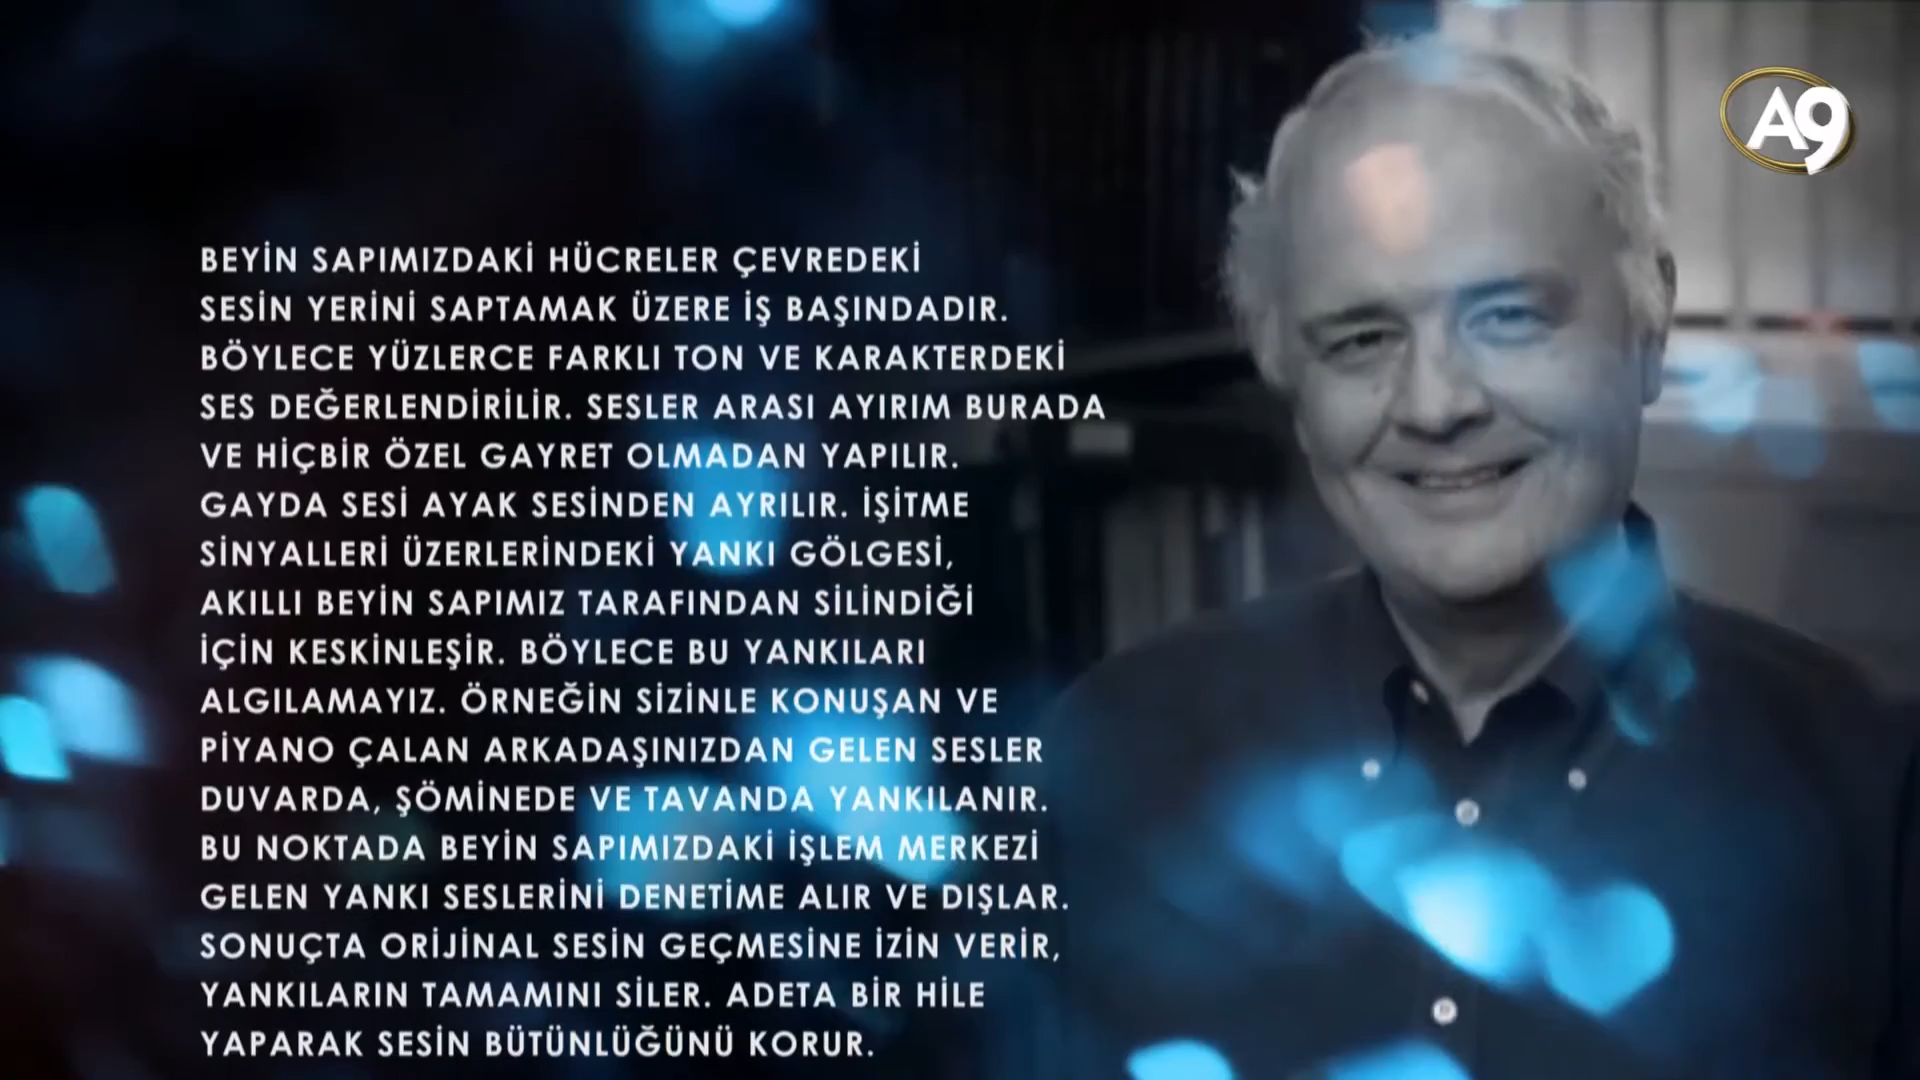 A9
BEYİN SAPIMIZDAKİ HÜCRELER ÇEVREDEKİ
SESİN YERİNİ SAPTAMAK ÜZERE İŞ BAŞINDADIR.
BÖYLECE YÜZLERCE FARKLI TON VE KARAKTERDEKİ
SES DEĞERLENDİRİLİR. SESLER ARASI AYIRIM BURADA
VE HİÇBİR ÖZEL GAYRET OLMADAN YAPILIR.
GAYDA SESİ AYAK SESİNDEN AYRILIR. İŞİTME
SİNYALLERİ ÜZERLERİNDEKİ YANKI GÖLGESİ,
AKILLI BEYİN SAPIMIZ TARAFINDAN SİLİNDİĞİ
İÇİN KESKİNLEŞİR. BÖYLECE BU YANKILARI
ALGILAMAYIZ. ÖRNEĞİN SİZİNLE KONUŞAN VE
PİYANO ÇALAN ARKADAŞINIZDAN GELEN SESLER
DUVARDA, ŞÖMİNEDE VE TAVANDA YANKILANIR.
BU NOKTADA BEYİN SAPIMIZDAKİ İŞLEM MERKEZİ
GELEN YANKI SESLERİNİ DENETİME ALIR VE DIŞLAR.
SONUÇTA ORİJİNAL SESİN GEÇMESİNE İZİN VERİR,
YANKILARIN TAMAMINI SİLER. ADETA BİR HİLE
YAPARAK SESİN BÜTÜNLÜĞÜNÜ KORUR.